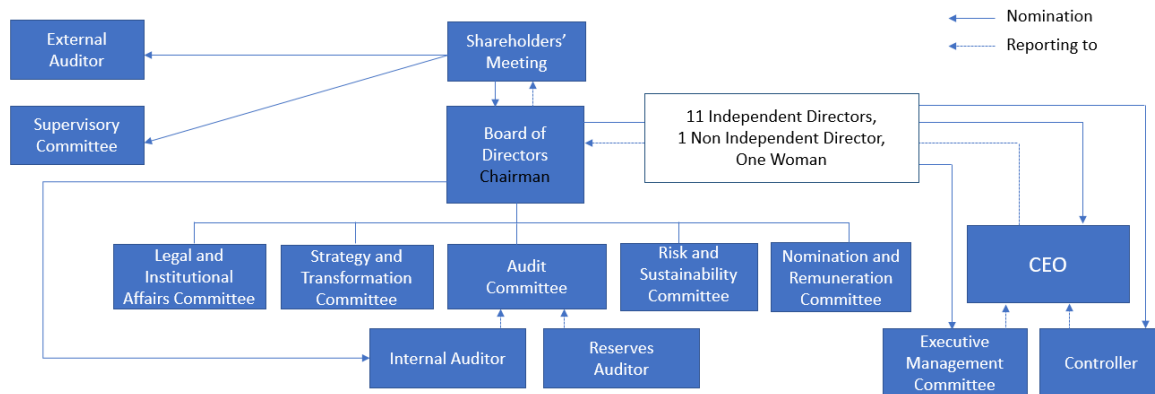 External
Auditor
Shareholders’
Meeting
Nomination
Reporting to
Supervisory
Committee
Board of
Directors
Chairman
11 Independent Directors,
1 Non Independent Director,
One Woman
Legal and
Institutional
Affairs Committee
Strategy and
Transformation
Committee
Audit
Committee
Risk and
Sustainability
Committee
Nomination and
Remuneration
Committee
CEO
Internal Auditor
Reserves
Auditor
Executive
Management
Committee
Controller